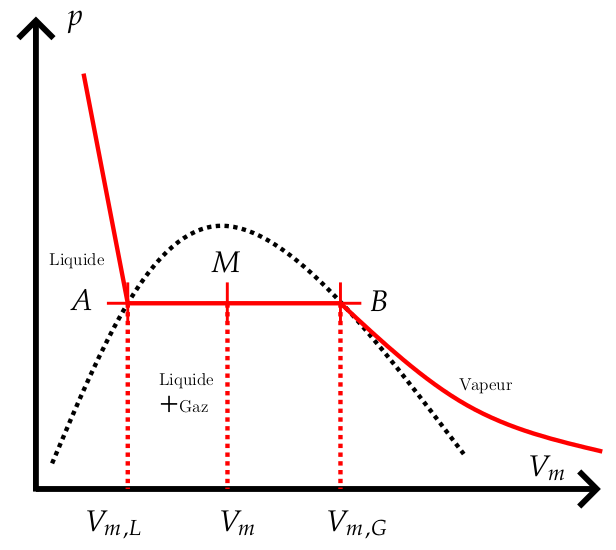 p
Liquide
M
A
B
Liquide
+Gaz
Vapeur
V_m
V_{m,L}
V_m
V_{m,G}